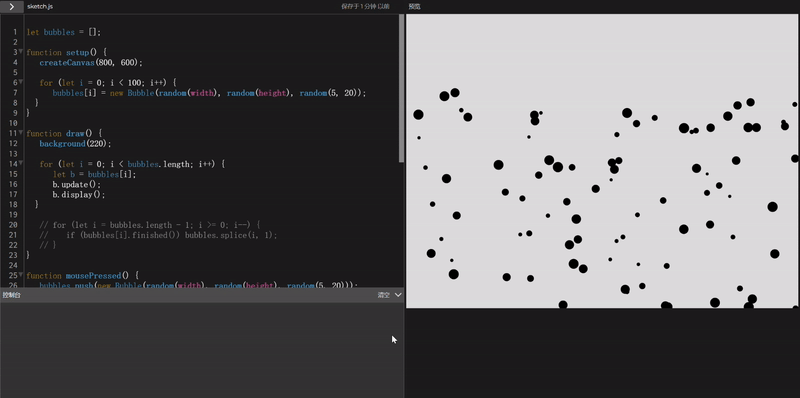 sketch.js
保存于 1 分钟 以前
预览
1 let bubbles = [];
2
3 function setup() {
4 createCanvas(800, 600);
5
6 for (let i = 0; i < 100; i++) {
7 bubbles[i] = new Bubble(random(width), random(height), random(5, 20));
8 }
9 }
10
11 function draw() {
12 background(220);
13
14 for (let i = 0; i < bubbles.length; i++) {
15 let b = bubbles[i];
16 b.update();
17 b.display();
18 }
19
20 // for (let i = bubbles.length - 1; i >= 0; i--) {
21 // if (bubbles[i].finished()) bubbles.splice(i, 1);
22 // }
23 }
24
25 function mousePressed() {
26 bubbles.push(new Bubble(random(width), random(height), random(5, 20)));
控制台
清空